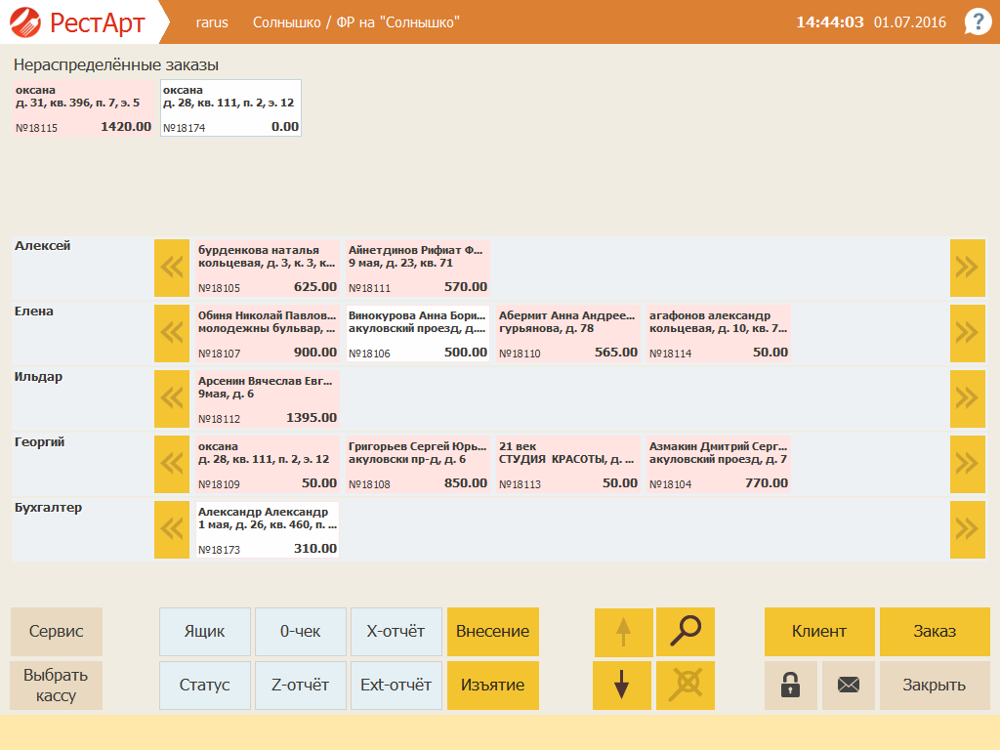 РестАрт rarus Солнышко / ФР на "Солнышко" 14:44:03 01.07.2016 ?
Нераспределённые заказы
оксана
д. 31, кв. 396, п. 7, э. 5
№18115 1420.00
оксана
д. 28, кв. 111, п. 2, э. 12
№18174 0.00
Алексей
бурденкова наталья
кольцевая, д. 3, к. 3, к...
№18105 625.00
Айнетдинов Рифиат Ф...
9 мая, д. 23, кв. 71
№18111 570.00
Елена
Обиня Николай Павлов...
молодежны бульвар, ...
№18107 900.00
Винокурова Анна Бори...
акуловский проезд, д....
№18106 500.00
Абермит Анна Андрее...
гурьянова, д. 78
№18110 565.00
агафонов александр
кольцевая, д. 10, кв. 7...
№18114 50.00
Ильдар
Арсенин Вячеслав Евг...
9мая, д. 6
№18112 1395.00
Георгий
оксана
д. 28, кв. 111, п. 2, э. 12
№18109 50.00
Григорьев Сергей Юрь...
акуловски пр-д, д. 6
№18108 850.00
21 век
СТУДИЯ  КРАСОТЫ, д. ...
№18113 50.00
Азмакин Дмитрий Серг...
акуловский проезд, д. 7
№18104 770.00
Бухгалтер
Александр Александр
1 мая, д. 26, кв. 460, п. ...
№18173 310.00
Сервис Ящик 0-чек X-отчёт Внесение Клиент Заказ
Выбрать
кассу
Статус Z-отчёт Ext-отчёт Изъятие Закрыть